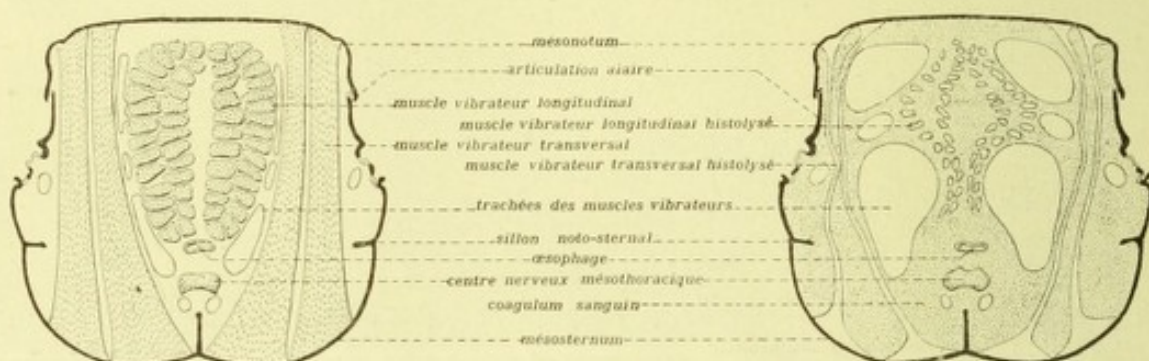 mésonotum
articulation alaire
muscle vibrateur longitudinal
muscle vibrateur longitudinal histolysé
muscle vibrateur transversal
muscle vibrateur transversal histolysé
trachées des muscles vibrateurs
sillon noto-sternal
œsophage
centre nerveux mésothoracique
coagulum sanguin
mésosternum